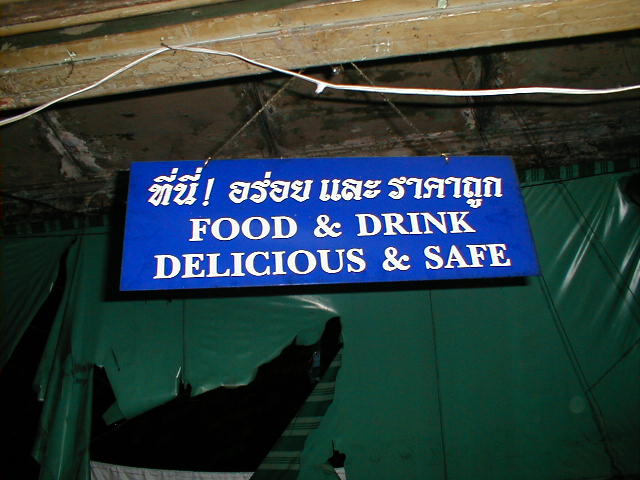 ที่นี่! อร่อย และ ราคาถูก
FOOD & DRINK
DELICIOUS & SAFE